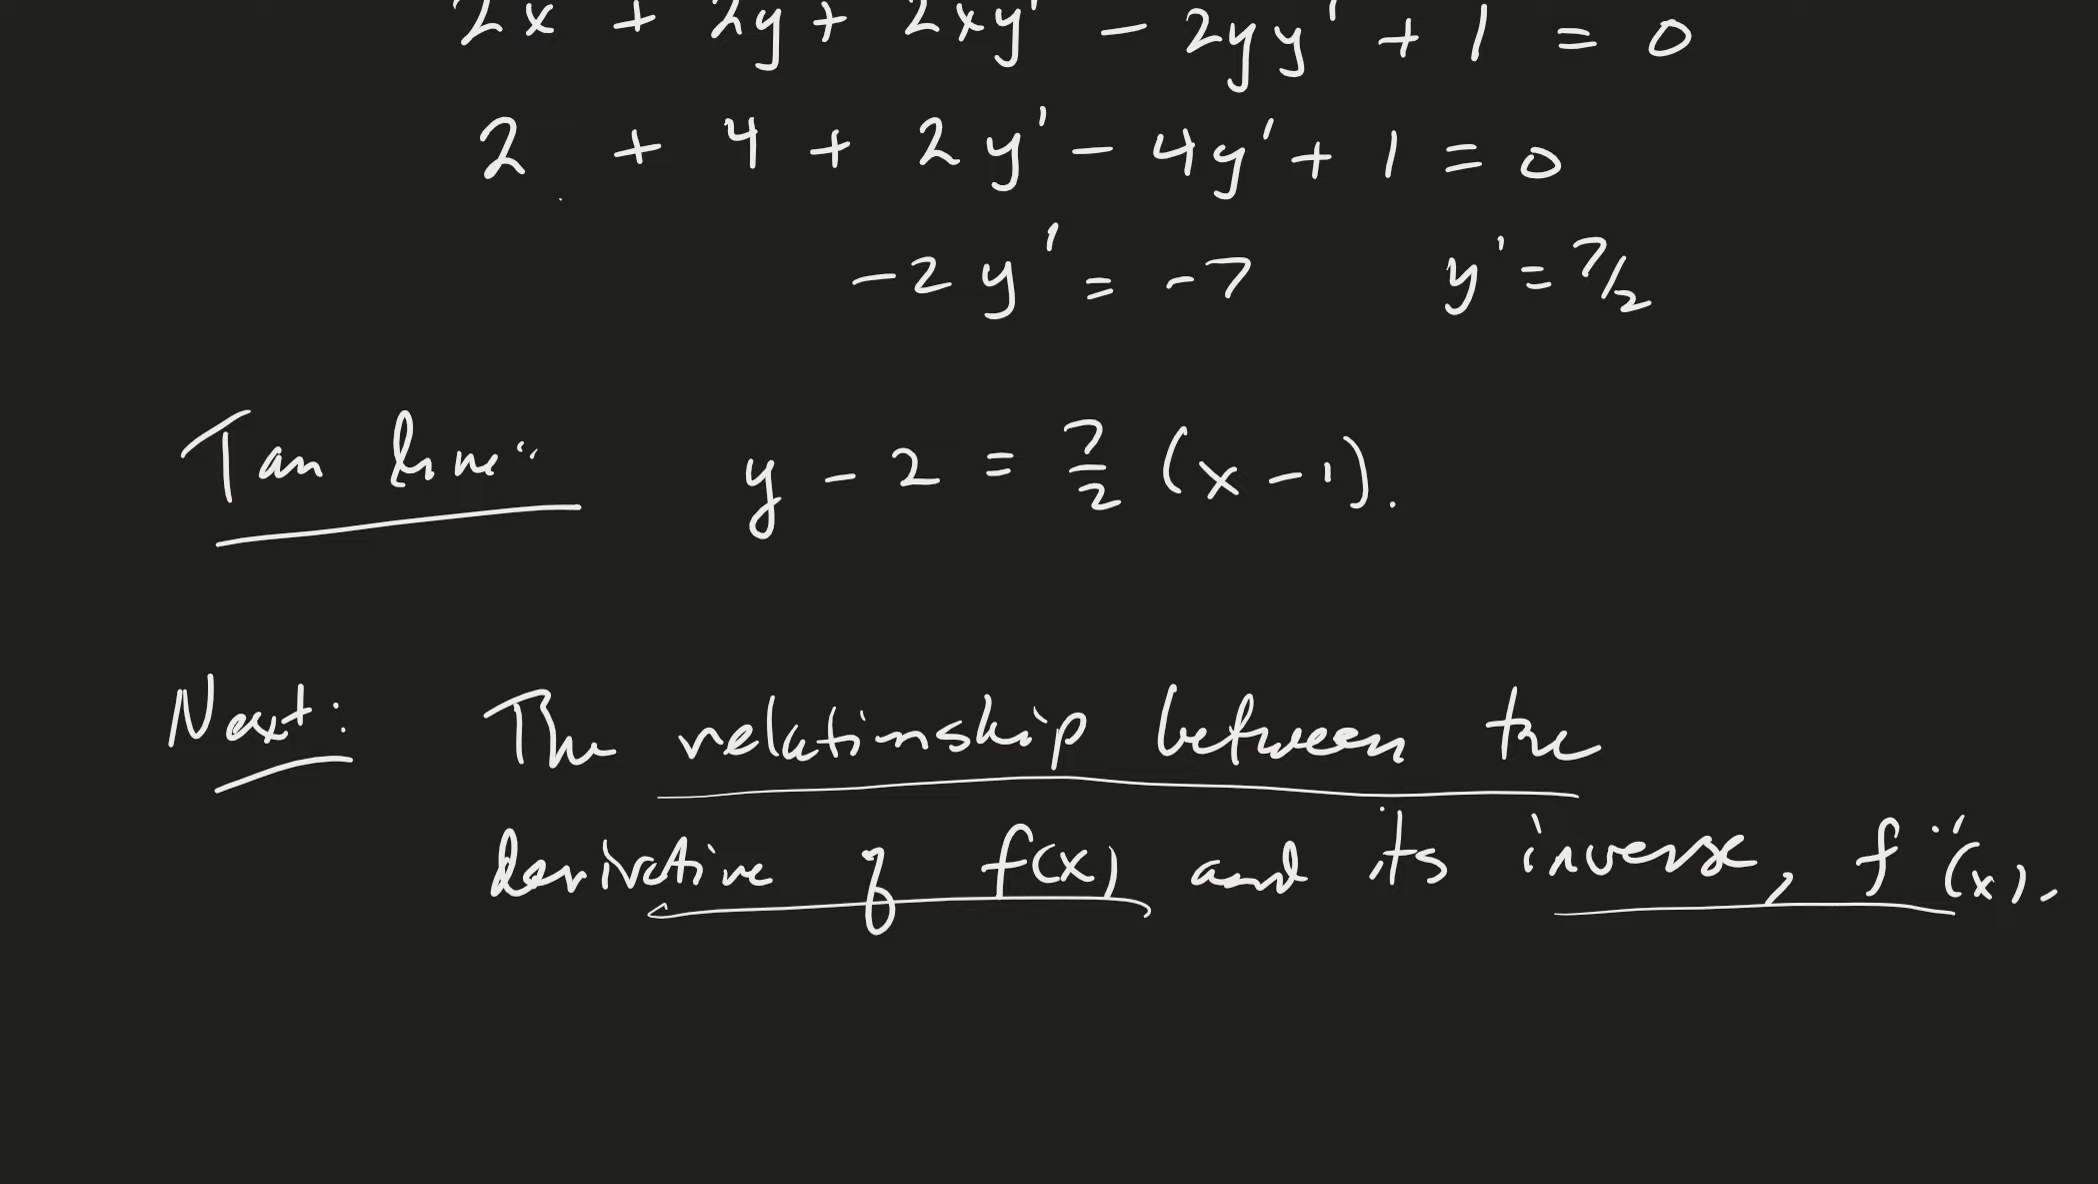 2x + 2y + 2xy' - 2yy' + 1 = 0
2 + 4 + 2y' - 4y' + 1 = 0
-2y' = -7 y' = 7/2
Tan line: y - 2 = 7/2 (x - 1).
Next: The relationship between the
derivative of f(x) and its inverse, f⁻¹(x).